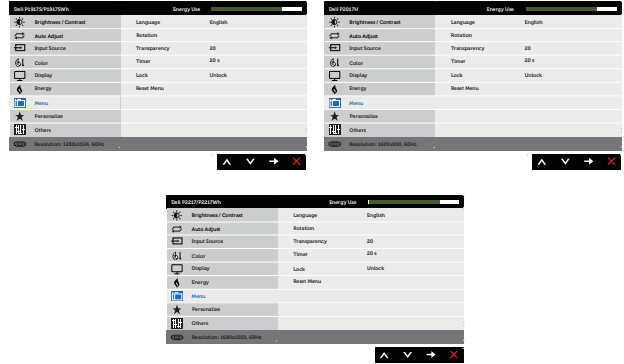 Dell P1917S/P1917SWh Energy Use
Brightness / Contrast Language English
Auto Adjust Rotation
Input Source Transparency 20
Color Timer 20 s
Display Lock Unlock
Energy Reset Menu
Menu
Personalize
Others
Resolution: 1280x1024, 60Hz
Dell P2017H Energy Use
Brightness / Contrast Language English
Auto Adjust Rotation
Input Source Transparency 20
Color Timer 20 s
Display Lock Unlock
Energy Reset Menu
Menu
Personalize
Others
Resolution: 1600x900, 60Hz
Dell P2217/P2217Wh Energy Use
Brightness / Contrast Language English
Auto Adjust Rotation
Input Source Transparency 20
Color Timer 20 s
Display Lock Unlock
Energy Reset Menu
Menu
Personalize
Others
Resolution: 1680x1050, 60Hz